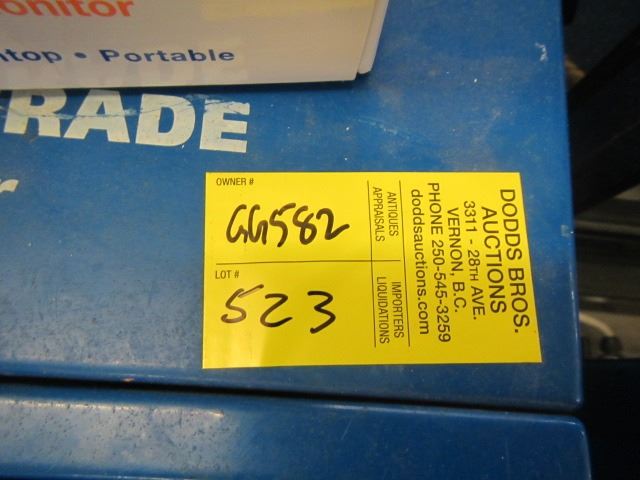 onitor
top • Portable
RADE
r
OWNER #
GG582
LOT #
523
ANTIQUES
APPRAISALS
IMPORTERS
LIQUIDATIONS
DODDS BROS.
AUCTIONS
3311 - 28TH AVE.
VERNON, B.C.
PHONE 250-545-3259
doddsauctions.com